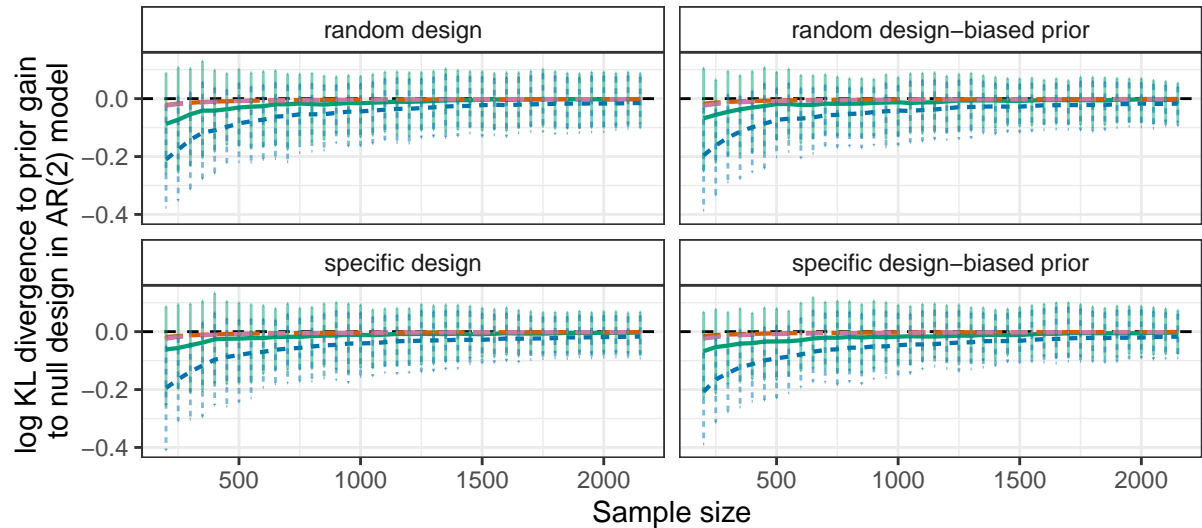 random design
random design−biased prior
0.0
−0.2
−0.4
specific design
specific design−biased prior
0.0
−0.2
−0.4
500
1000
1500
2000
500
1000
1500
2000
Sample size
log KL divergence to prior gain
to null design in AR(2) model